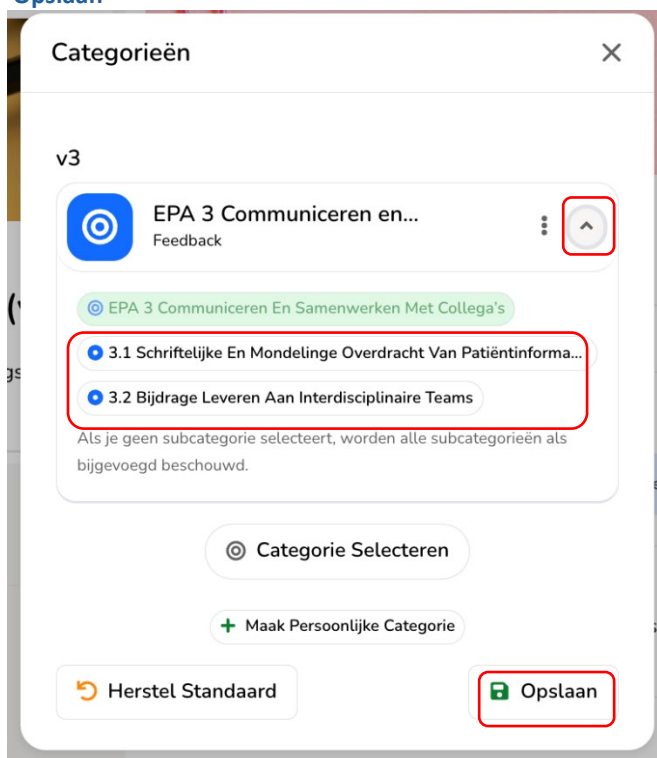 Opslaan
Categorieën
v3
EPA 3 Communiceren en...
Feedback
EPA 3 Communiceren En Samenwerken Met Collega's
3.1 Schriftelijke En Mondelinge Overdracht Van Patiëntinforma...
3.2 Bijdrage Leveren Aan Interdisciplinaire Teams
Als je geen subcategorie selecteert, worden alle subcategorieën als
bijgevoegd beschouwd.
Categorie Selecteren
Maak Persoonlijke Categorie
Herstel Standaard
Opslaan